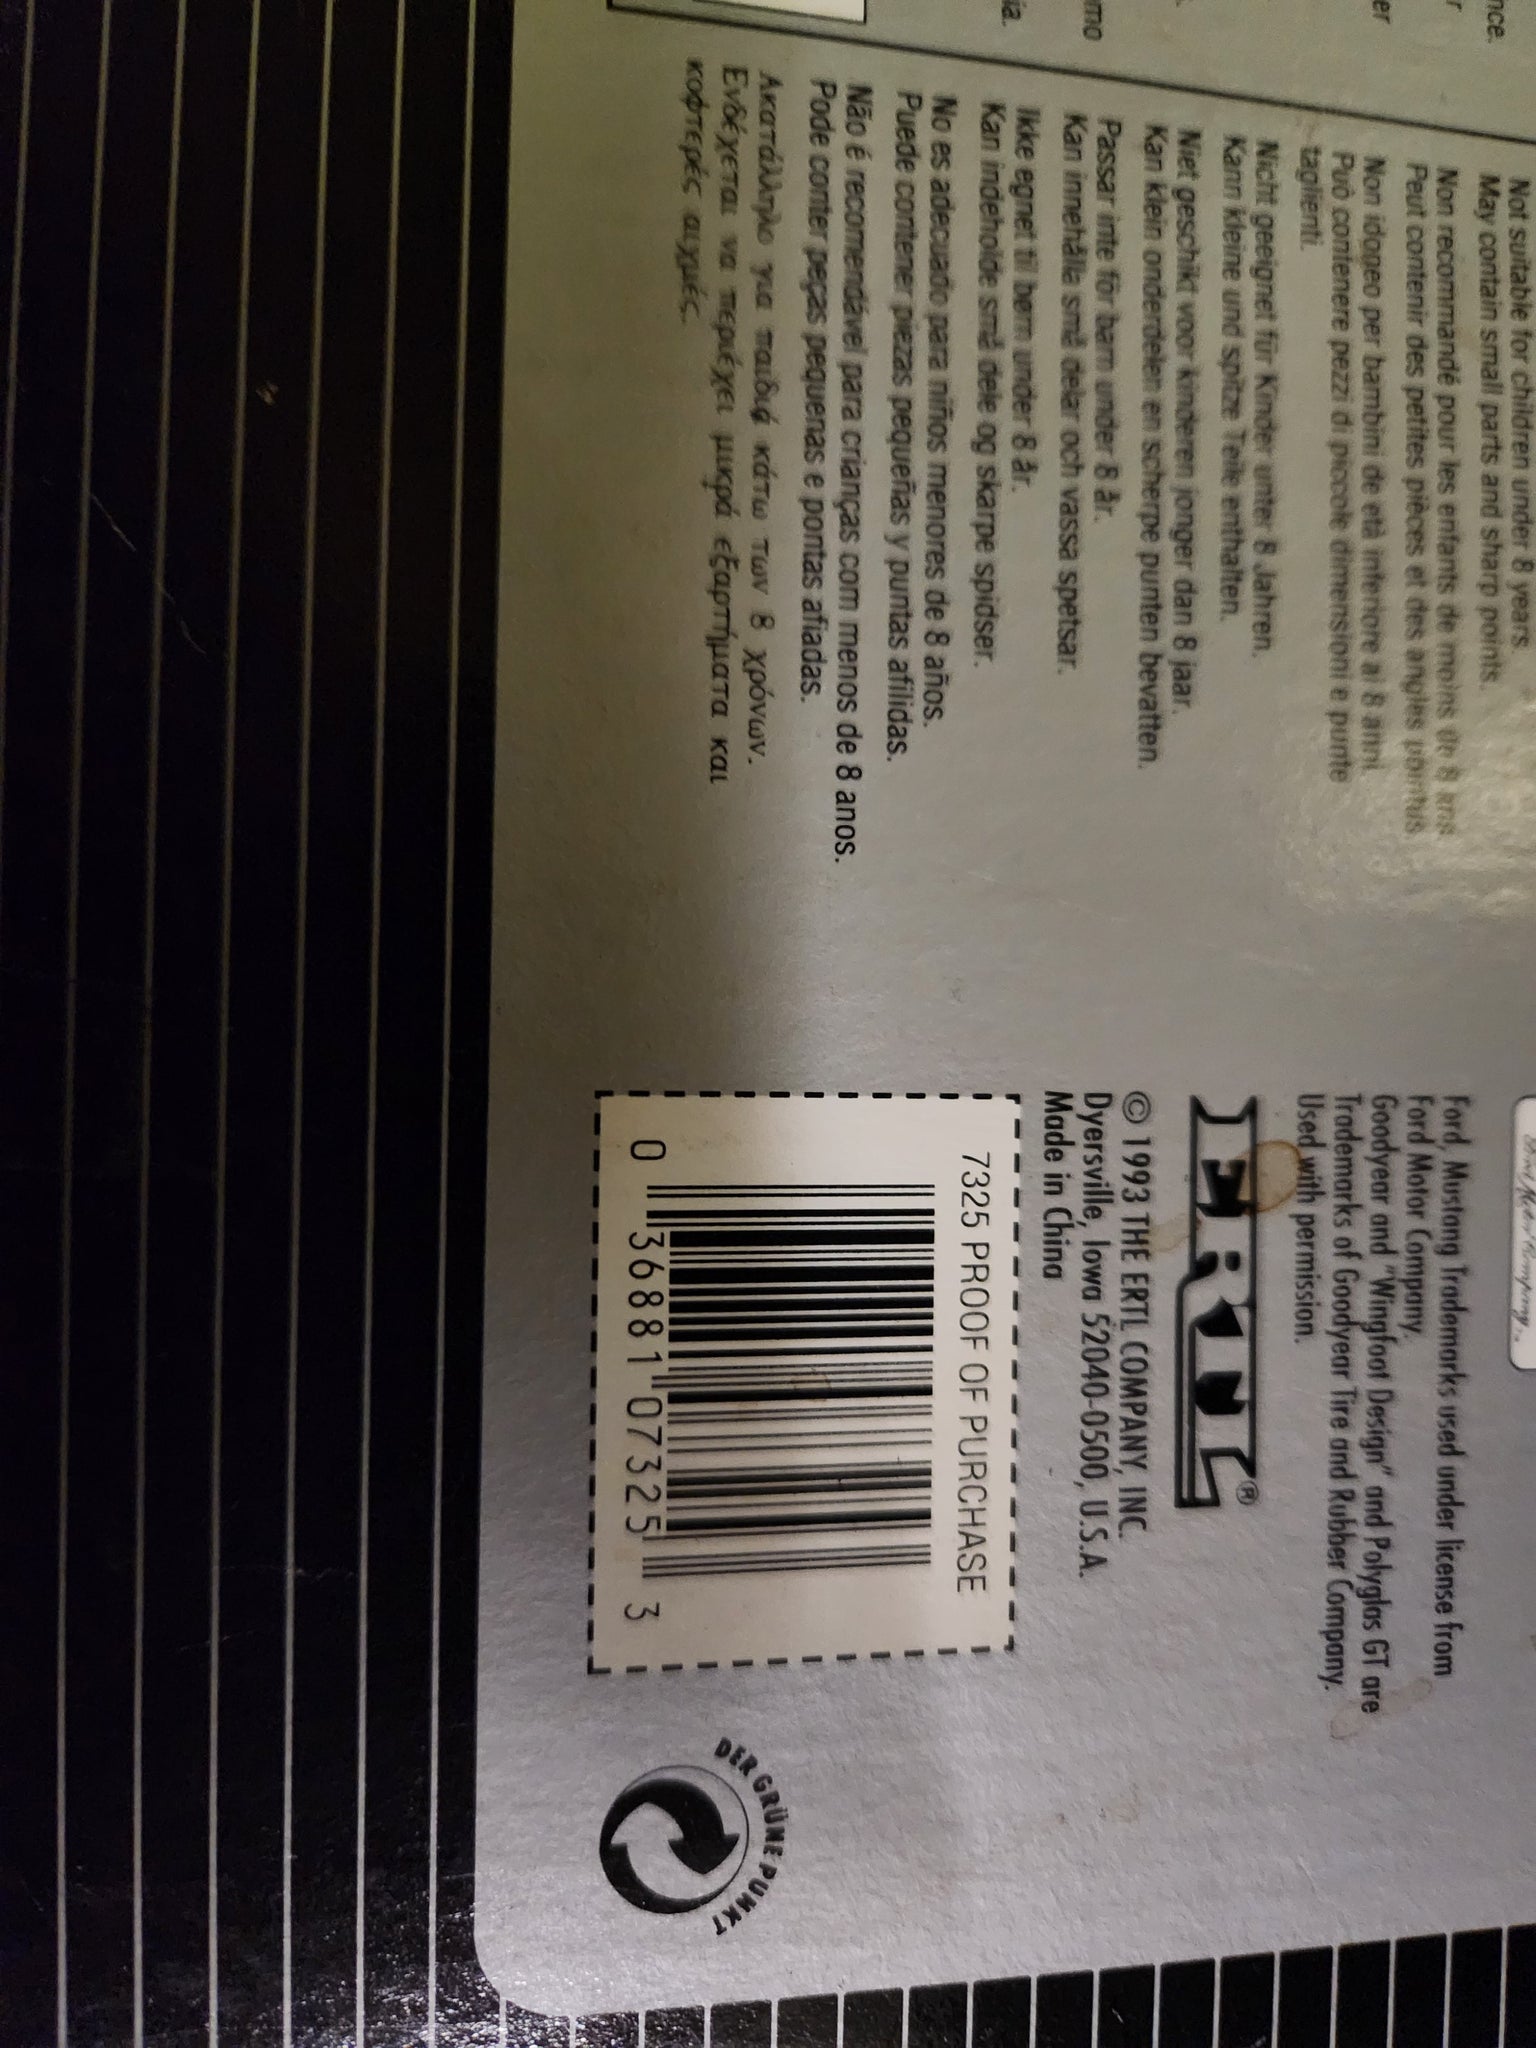 nce.
r
er
mo
ia.
Not suitable for children under 8 years.
May contain small parts and sharp points.
Non recommandé pour les enfants de moins de 8 ans
Peut contenir des petites pièces et des angles pointus
Non idogeo per bambini de età inferiore ai 8 anni.
Può contenere pezzi di piccole dimensioni e punte
taglienti.
Nicht geeignet für Kinder unter 8 Jahren.
Kann kleine und spitze Teile enthalten.
Niet geschikt voor kinderen jonger dan 8 jaar.
Kan klein onderdelen en scherpe punten bevatten.
Passar inte för barn under 8 år.
Kan innehålla små delar och vassa spetsar.
Ikke egnet til børn under 8 år.
Kan indeholde små dele og skarpe spidser.
No es adecuado para niños menores de 8 años.
Puede contener piezas pequeñas y puntas afilidas.
Não é recomendável para crianças com menos de 8 anos.
Pode conter peças pequenas e pontas afiadas.
Ακατάλληλο για παιδιά κάτω των 8 χρόνων.
Ενδέχεται να περιέχει μικρά εξαρτήματα και
κοφτερές αιχμές.
Company
Ford, Mustang Trademarks used under license from
Ford Motor Company.
Goodyear and "Wingfoot Design" and Polyglas GT are
Trademarks of Goodyear Tire and Rubber Company.
Used with permission.
ERTL®
© 1993 THE ERTL COMPANY, INC.
Dyersville, Iowa 52040-0500, U.S.A.
Made in China
7325 PROOF OF PURCHASE
0 36881 07325 3
DER GRÜNE PUNKT